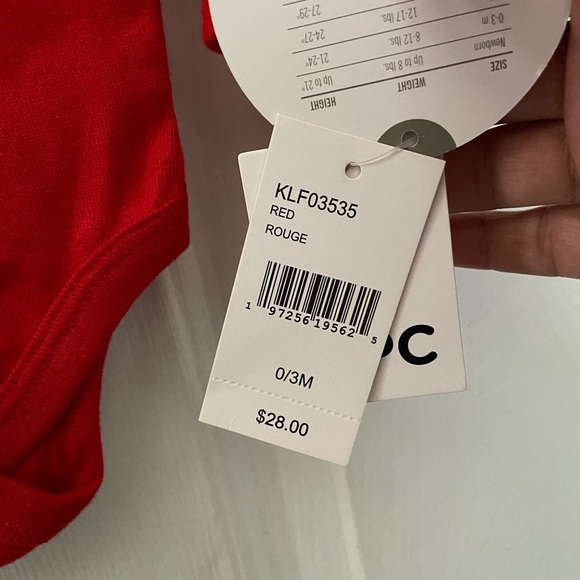 SIZE WEIGHT HEIGHT
Newborn Up to 8 lbs. Up to 21"
0-3 m 8-12 lbs. 21-24"
12-17 lbs. 24-27"
27-29"
KLF03535
RED
ROUGE
1 97256 19562 5
0/3M
$28.00